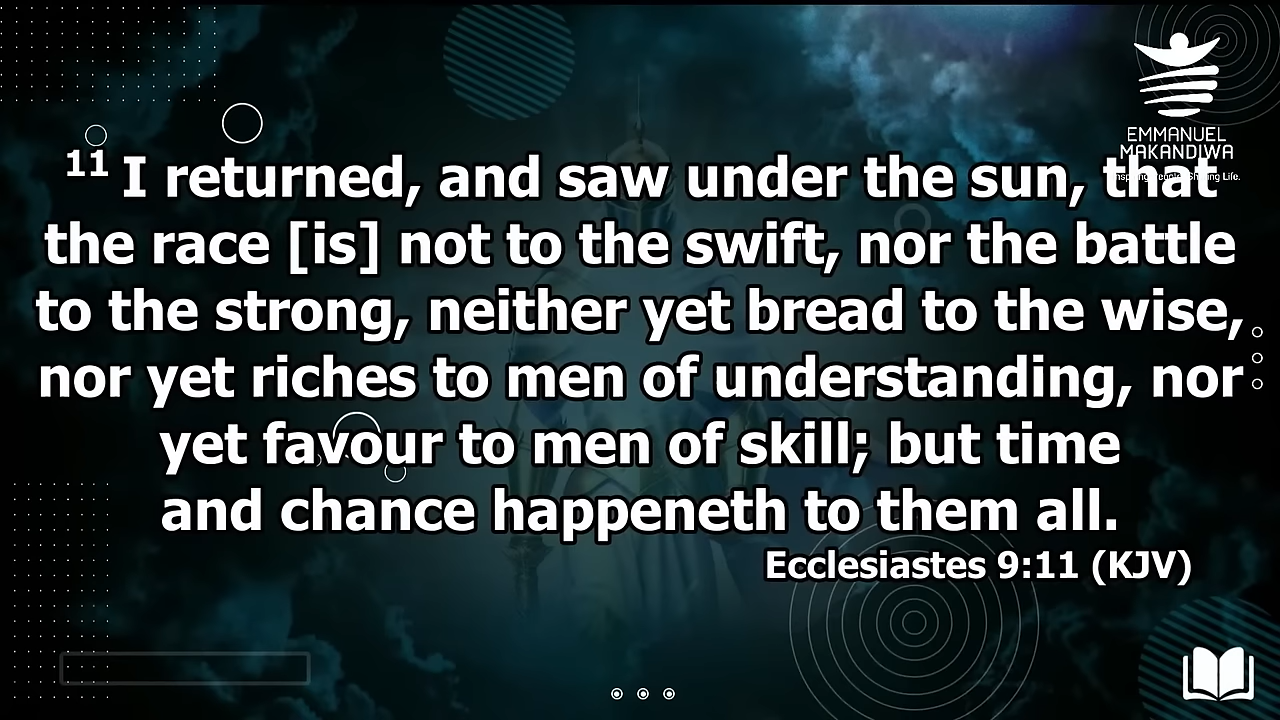 EMMANUEL
MAKANDIWA
11 I returned, and saw under the sun, that
the race [is] not to the swift, nor the battle
to the strong, neither yet bread to the wise,
nor yet riches to men of understanding, nor
yet favour to men of skill; but time
and chance happeneth to them all.
Ecclesiastes 9:11 (KJV)